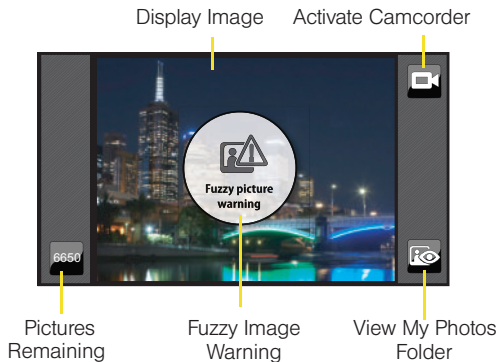 Display Image
Activate Camcorder
Fuzzy picture
warning
6650
Pictures
Remaining
Fuzzy Image
Warning
View My Photos
Folder